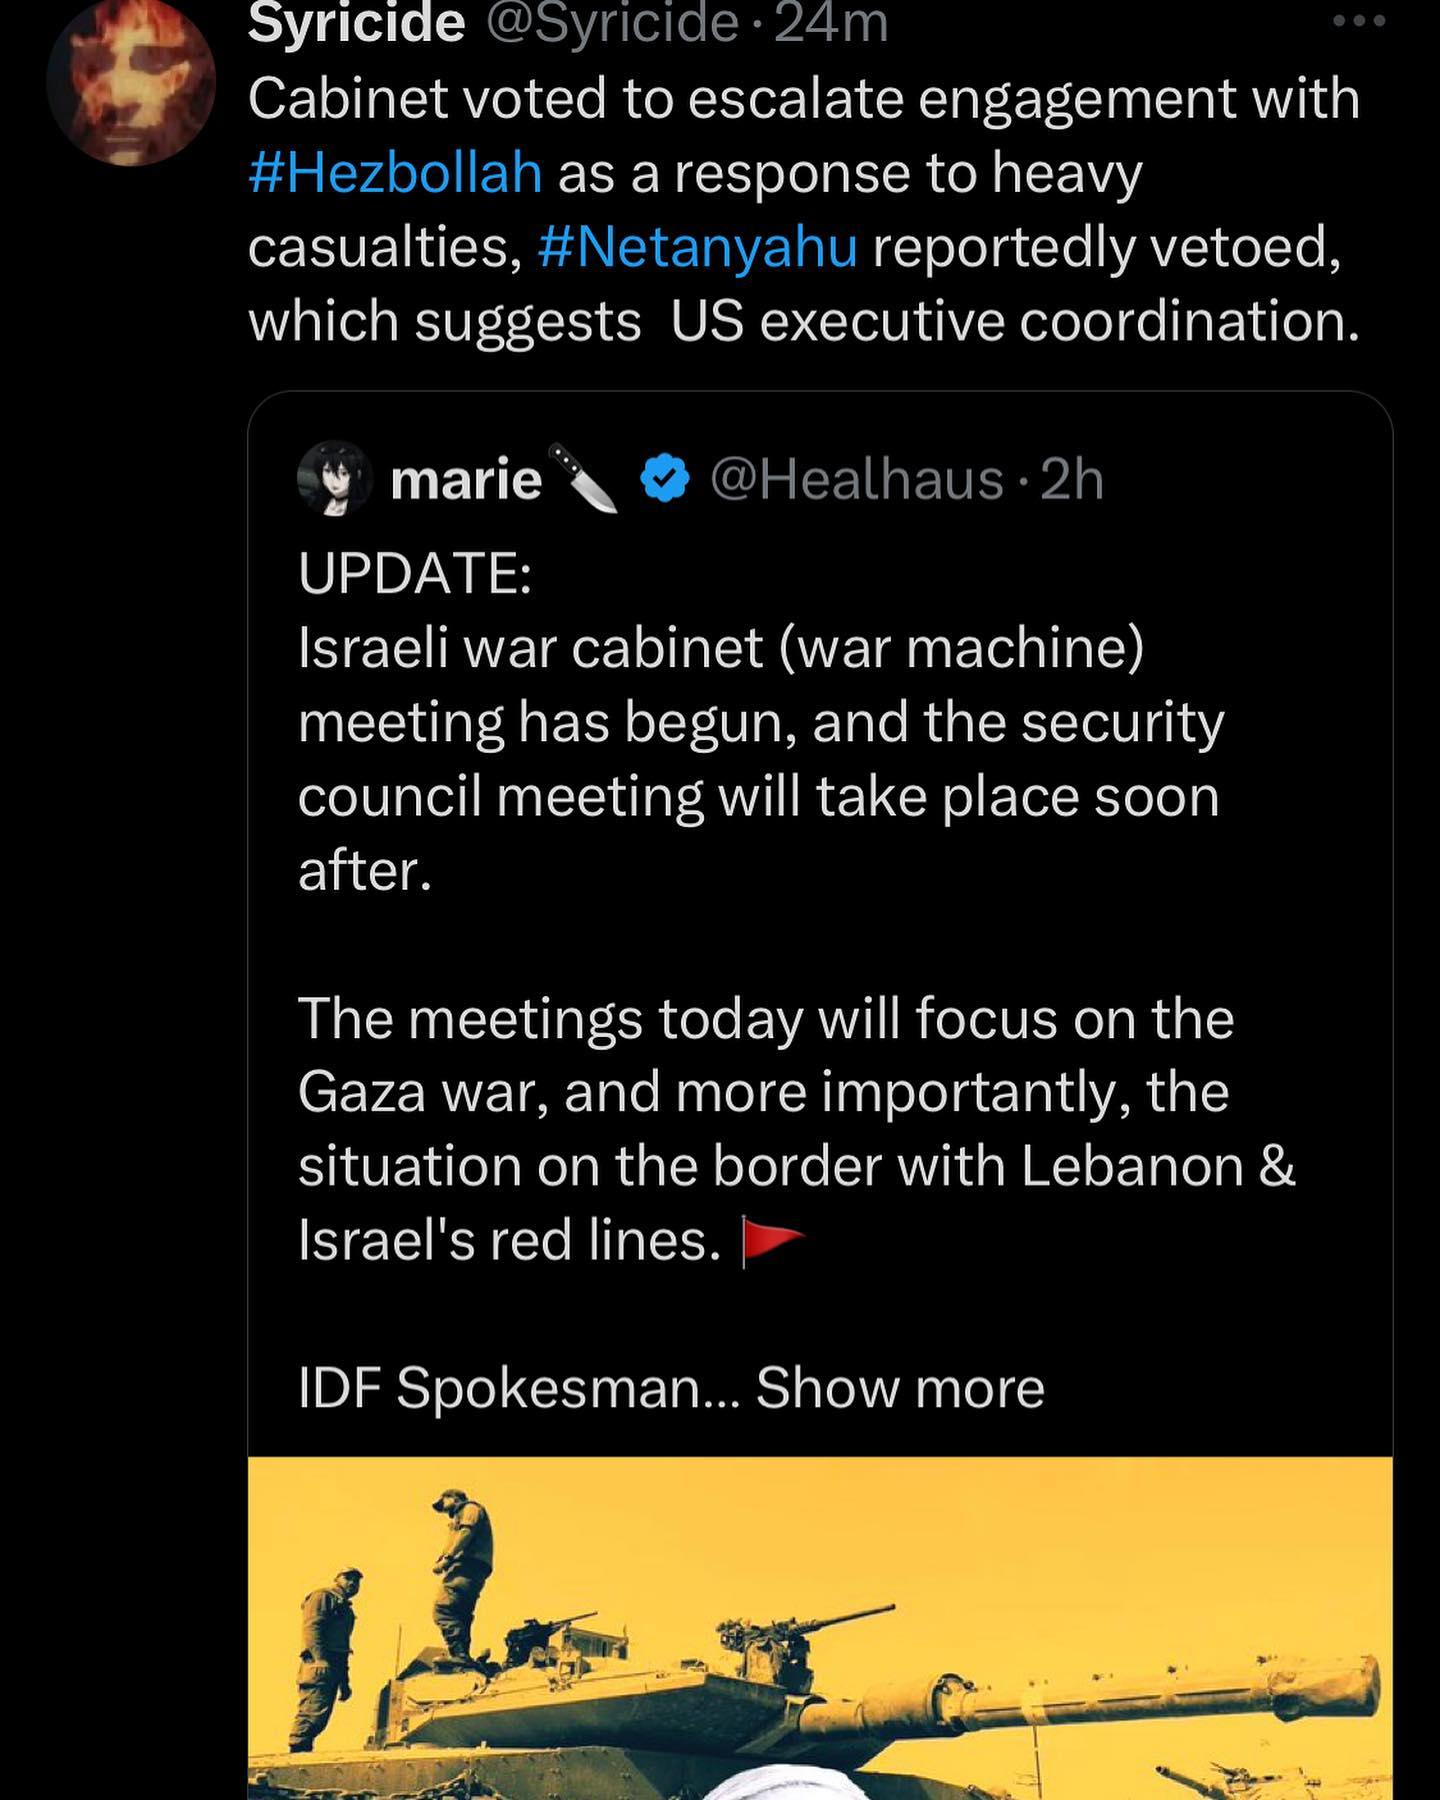 Syricide @Syricide · 24m
Cabinet voted to escalate engagement with
#Hezbollah as a response to heavy
casualties, #Netanyahu reportedly vetoed,
which suggests  US executive coordination.
marie🔪 @Healhaus · 2h
UPDATE:
Israeli war cabinet (war machine)
meeting has begun, and the security
council meeting will take place soon
after.
The meetings today will focus on the
Gaza war, and more importantly, the
situation on the border with Lebanon &
Israel's red lines. 🚩
IDF Spokesman... Show more